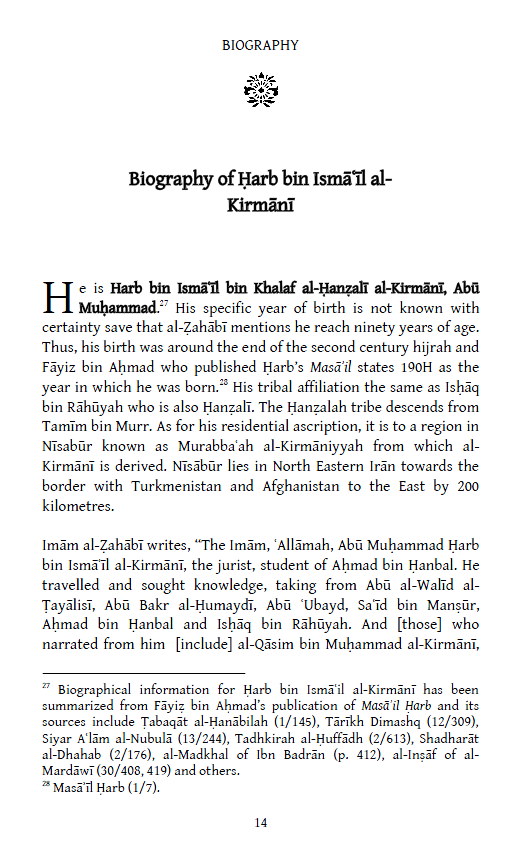 BIOGRAPHY
Biography of Ḥarb bin Ismāʿīl al-
Kirmānī
He is Harb bin Ismāʿīl bin Khalaf al-Ḥanẓalī al-Kirmānī, Abū
Muḥammad.²⁷ His specific year of birth is not known with
certainty save that al-Ẓahābī mentions he reach ninety years of age.
Thus, his birth was around the end of the second century hijrah and
Fāyiz bin Aḥmad who published Ḥarb’s Masāʾil states 190H as the
year in which he was born.²⁸ His tribal affiliation the same as Isḥāq
bin Rāhūyah who is also Ḥanẓalī. The Ḥanẓalah tribe descends from
Tamīm bin Murr. As for his residential ascription, it is to a region in
Nīsabūr known as Murabbaʿah al-Kirmāniyyah from which al-
Kirmānī is derived. Nīsābūr lies in North Eastern Irān towards the
border with Turkmenistan and Afghanistan to the East by 200
kilometres.
Imām al-Ẓahābī writes, “The Imām, ʿAllāmah, Abū Muḥammad Ḥarb
bin Ismāʿīl al-Kirmānī, the jurist, student of Aḥmad bin Ḥanbal. He
travelled and sought knowledge, taking from Abū al-Walīd al-
Ṭayālisī, Abū Bakr al-Ḥumaydī, Abū ʿUbayd, Saʿīd bin Manṣūr,
Aḥmad bin Ḥanbal and Isḥāq bin Rāhūyah. And [those] who
narrated from him [include] al-Qāsim bin Muḥammad al-Kirmānī,
²⁷ Biographical information for Ḥarb bin Ismāʿīl al-Kirmānī has been
summarized from Fāyiz bin Aḥmad’s publication of Masāʾīl Ḥarb and its
sources include Ṭabaqāt al-Ḥanābilah (1/145), Tārīkh Dimashq (12/309),
Siyar Aʿlām al-Nubulā (13/244), Tadhkirah al-Ḥuffādh (2/613), Shadharāt
al-Dhahab (2/176), al-Madkhal of Ibn Badrān (p. 412), al-Inṣāf of al-
Mardāwī (30/408, 419) and others.
²⁸ Masāʾīl Ḥarb (1/7).
14